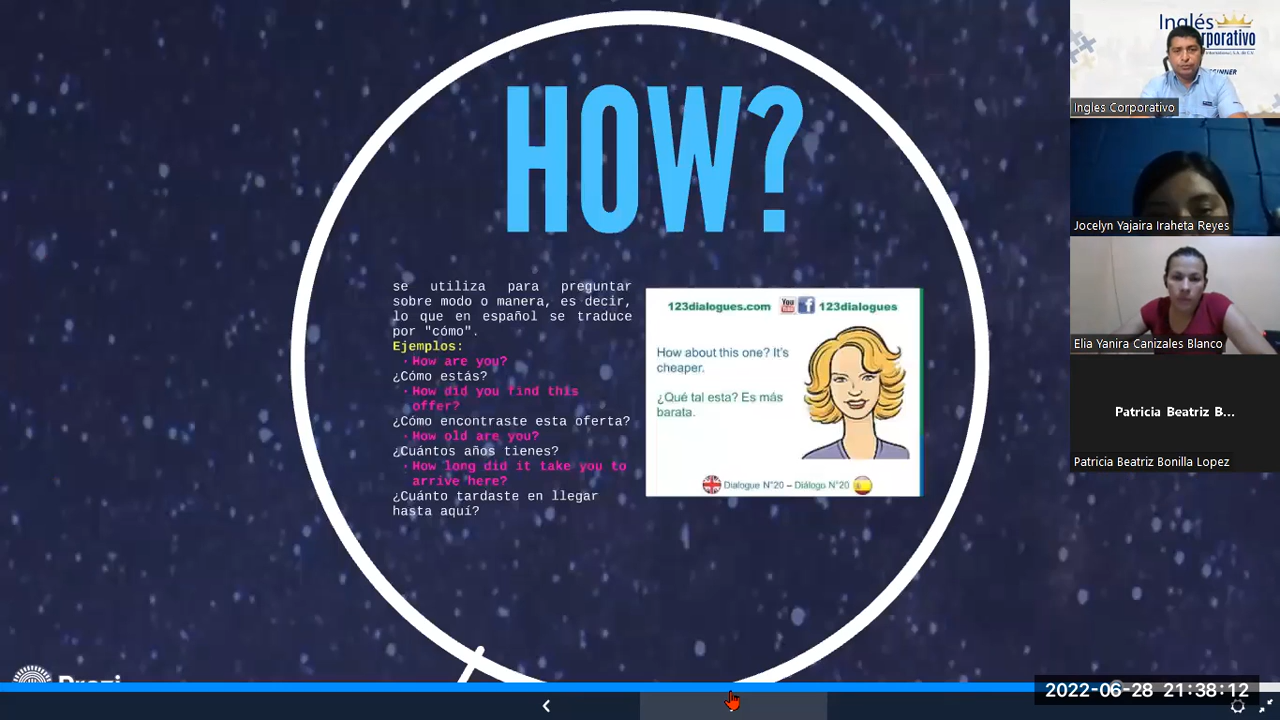 HOW?
se utiliza para preguntar
sobre modo o manera, es decir,
lo que en español se traduce
por "cómo".
Ejemplos:
· How are you?
¿Cómo estás?
· How did you find this
offer?
¿Cómo encontraste esta oferta?
· How old are you?
¿Cuántos años tienes?
· How long did it take you to
arrive here?
¿Cuánto tardaste en llegar
hasta aquí?
123dialogues.com You 123dialogues
How about this one? It's
cheaper.
¿Qué tal esta? Es más
barata.
Dialogue N°20 – Diálogo N°20
Prezi
Inglés
Ingles Corporativo
Jocelyn Yajaira Iraheta Reyes
Elia Yanira Canizales Blanco
Patricia Beatriz B...
Patricia Beatriz Bonilla Lopez
2022-06-28 21:38:12